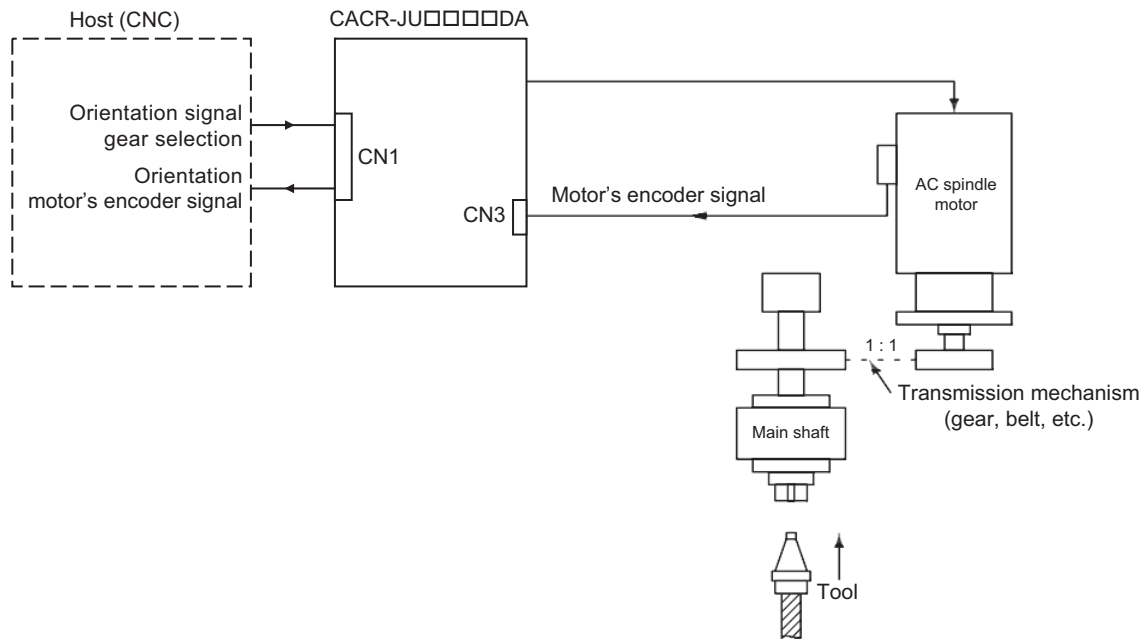 Host (CNC)
CACR-JU□□□□DA
Orientation signal
gear selection
Orientation
motor's encoder signal
CN1
CN3
Motor's encoder signal
AC spindle
motor
1 : 1
Transmission mechanism
(gear, belt, etc.)
Main shaft
Tool